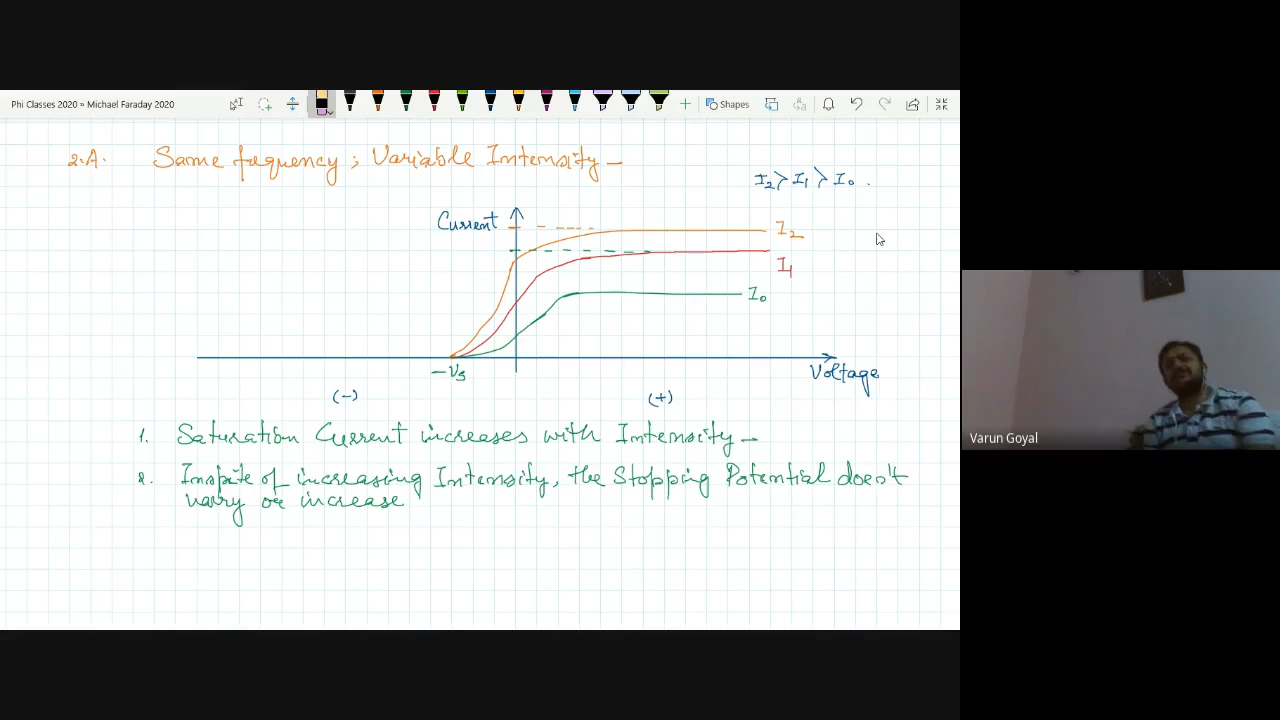 Phi Classes 2020 » Michael Faraday 2020
Shapes
2.A. Same fequency; Variable Intensity –
I2 > I1 > I0 .
Current
I2
I1
I0
–Vs
Voltage
(–) (+)
1. Saturation Current increases with Intensity –
2. Inspite of increasing Intensity, the Stopping Potential doesn't
vary or increase
Varun Goyal